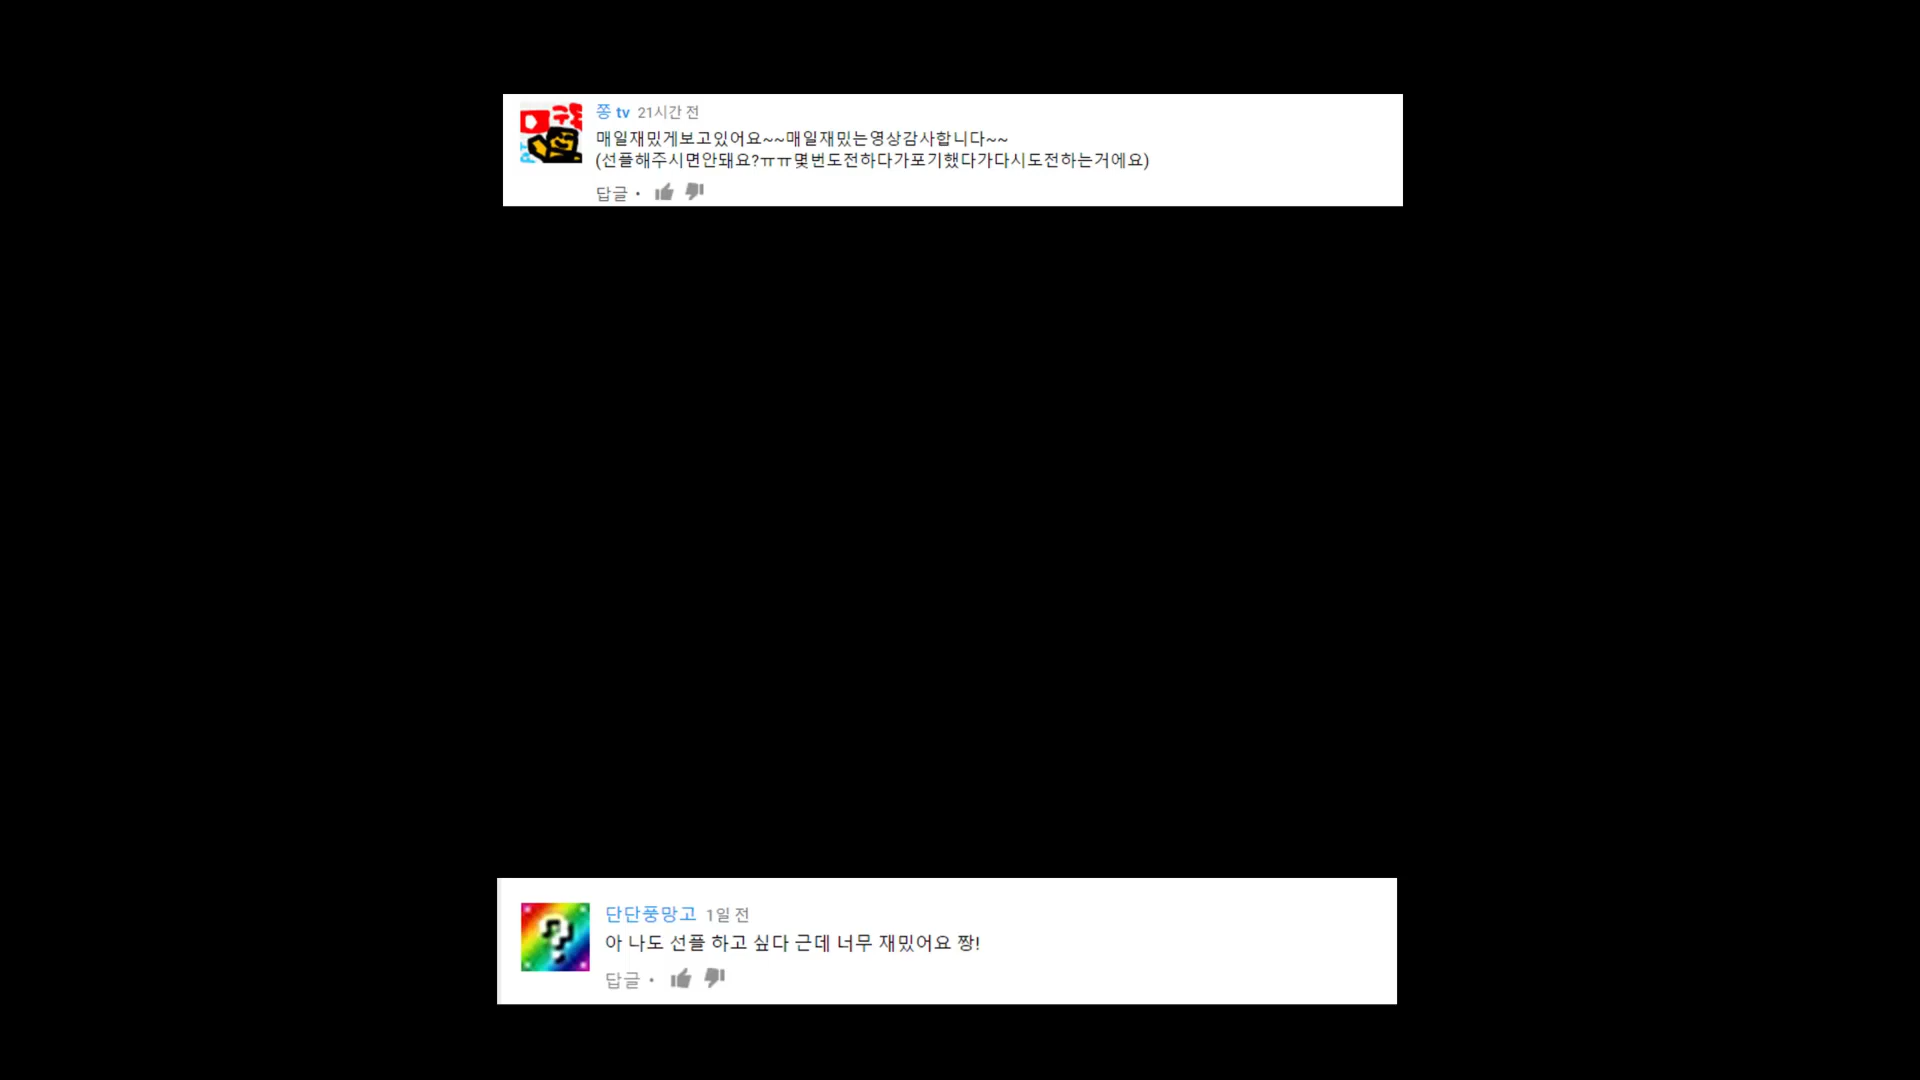 쫑 tv 21시간 전
매일재밌게보고있어요~~매일재밌는영상감사합니다~~
(선플해주시면안돼요?ㅠㅠ몇번도전하다가포기했다가다시도전하는거에요)
답글 •
단단풍망고 1일 전
아 나도 선플 하고 싶다 근데 너무 재밌어요 짱!
답글 •